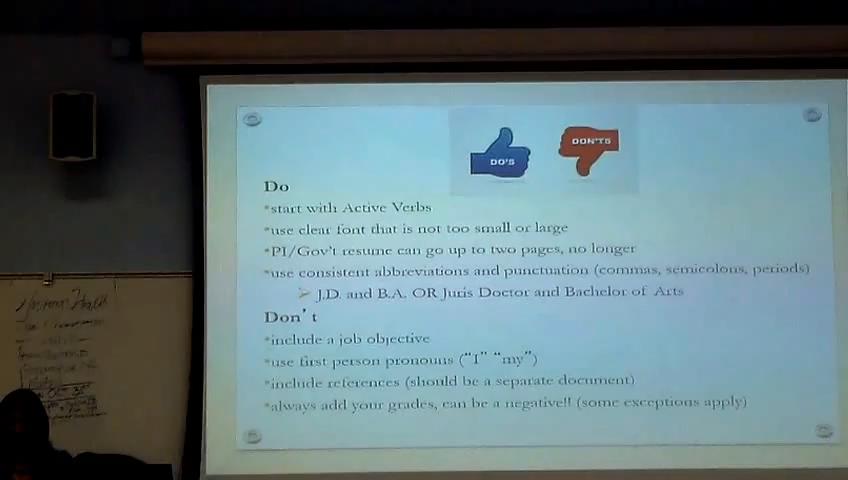 DO'S
DON'TS
Do
*start with Active Verbs
*use clear font that is not too small or large
*PI/Gov't resume can go up to two pages, no longer
*use consistent abbreviations and punctuation (commas, semicolons, periods)
➢ J.D. and B.A. OR Juris Doctor and Bachelor of Arts
Don't
*include a job objective
*use first person pronouns ("I" "my")
*include references (should be a separate document)
*always add your grades, can be a negative!! (some exceptions apply)